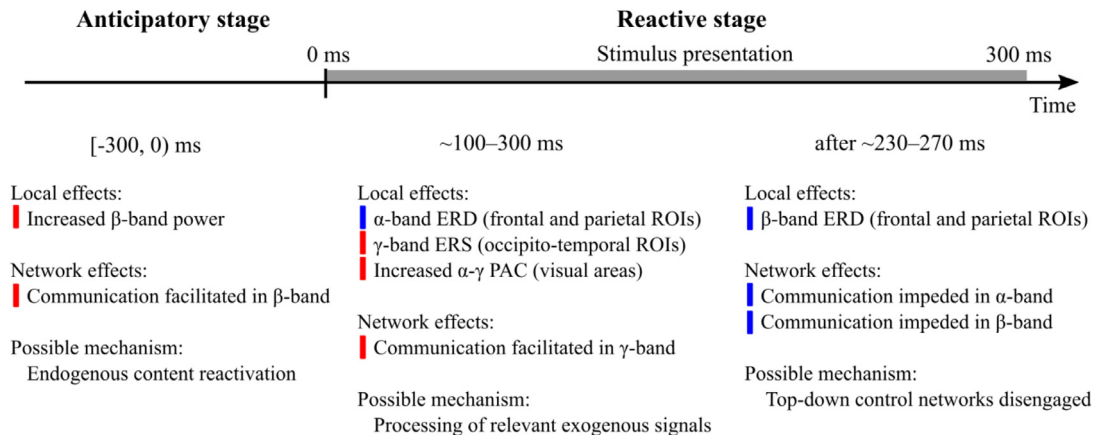 Anticipatory stage
Reactive stage
0 ms
Stimulus presentation
300 ms
Time
[-300, 0) ms
~100–300 ms
after ~230–270 ms
Local effects:
Increased β-band power
Network effects:
Communication facilitated in β-band
Possible mechanism:
Endogenous content reactivation
Local effects:
α-band ERD (frontal and parietal ROIs)
γ-band ERS (occipito-temporal ROIs)
Increased α-γ PAC (visual areas)
Network effects:
Communication facilitated in γ-band
Possible mechanism:
Processing of relevant exogenous signals
Local effects:
β-band ERD (frontal and parietal ROIs)
Network effects:
Communication impeded in α-band
Communication impeded in β-band
Possible mechanism:
Top-down control networks disengaged